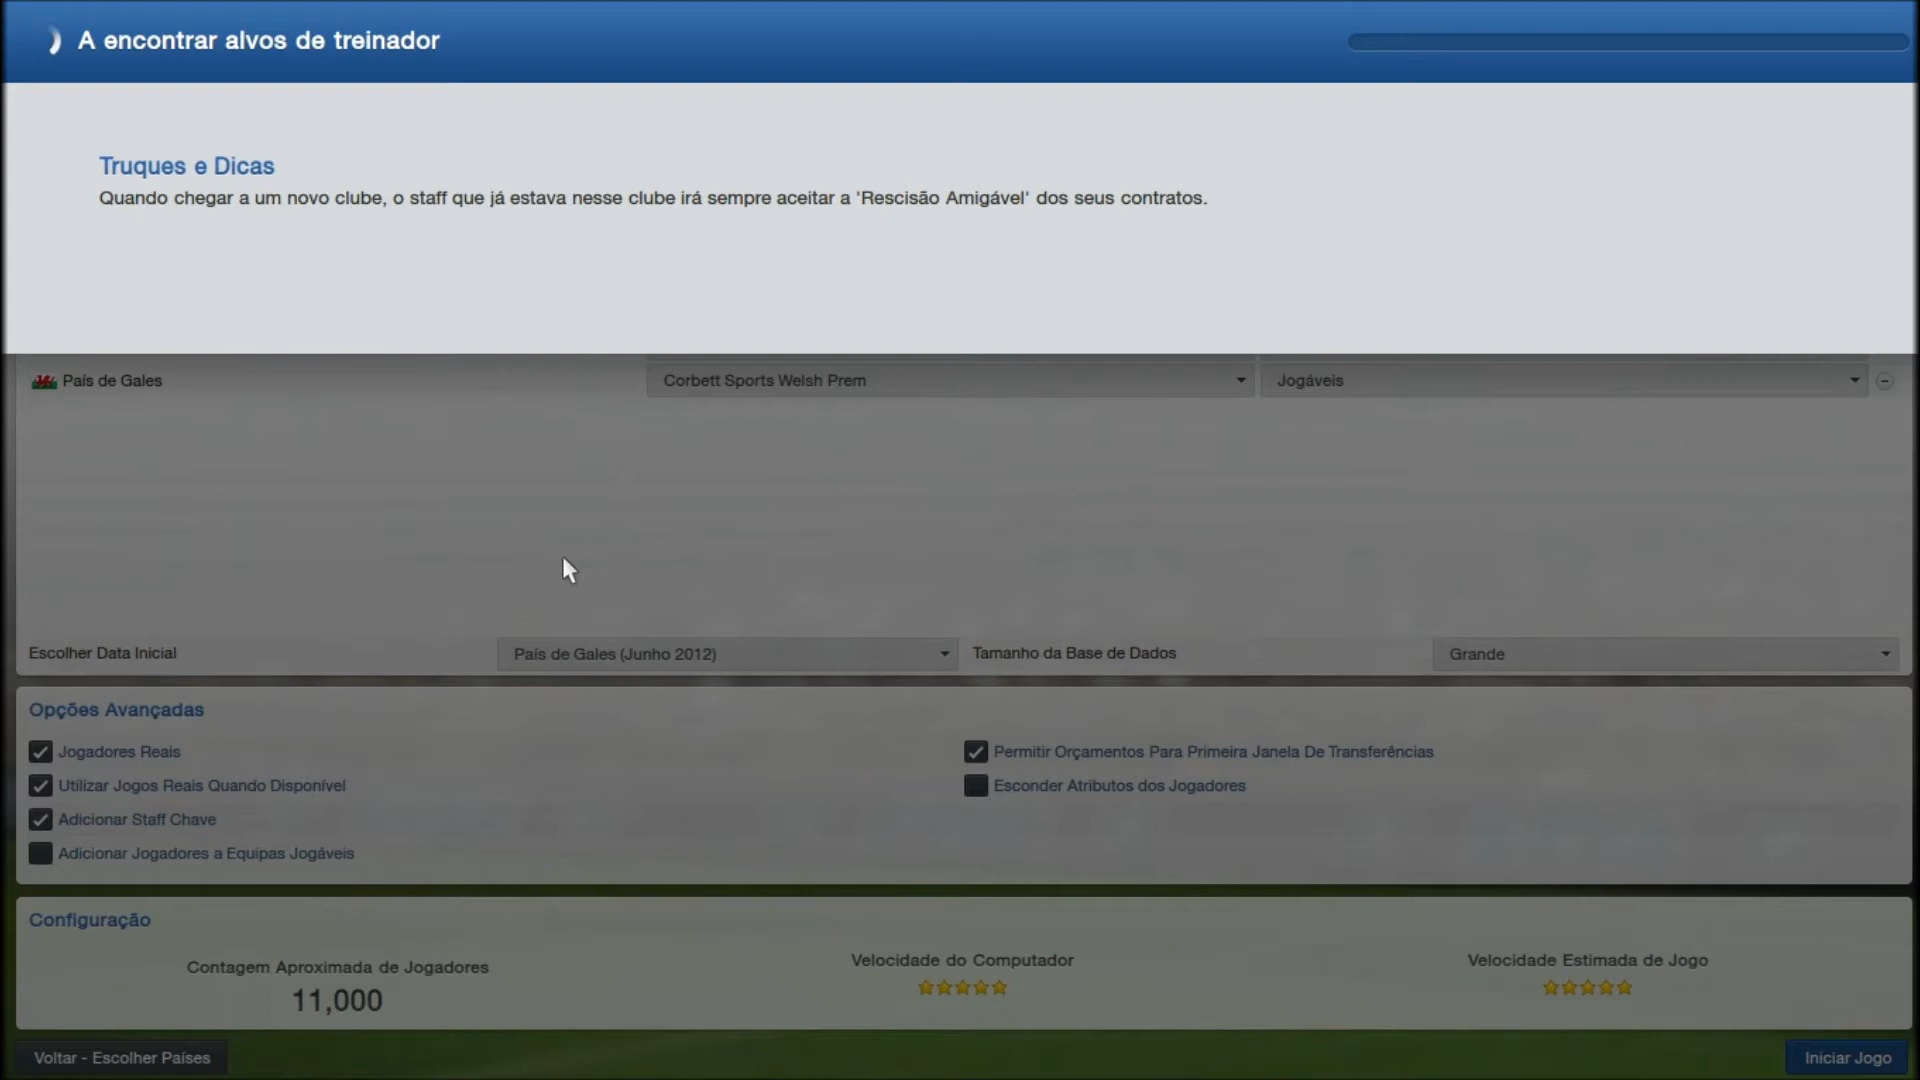 A encontrar alvos de treinador
Truques e Dicas
Quando chegar a um novo clube, o staff que já estava nesse clube irá sempre aceitar a 'Rescisão Amigável' dos seus contratos.
País de Gales Corbett Sports Welsh Prem Jogáveis
Escolher Data Inicial País de Gales (Junho 2012) Tamanho da Base de Dados Grande
Opções Avançadas
Jogadores Reais Permitir Orçamentos Para Primeira Janela De Transferências
Utilizar Jogos Reais Quando Disponível Esconder Atributos dos Jogadores
Adicionar Staff Chave
Adicionar Jogadores a Equipas Jogáveis
Configuração
Contagem Aproximada de Jogadores Velocidade do Computador Velocidade Estimada de Jogo
11,000
Voltar - Escolher Países Iniciar Jogo